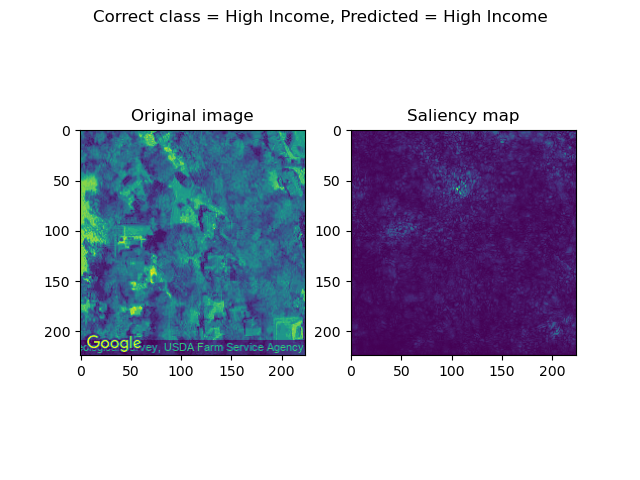 Correct class = High Income, Predicted = High Income
Original image
Saliency map
0
50
100
150
200
0
50
100
150
200
Google
vey, USDA Farm Service Agency
0 50 100 150 200
0 50 100 150 200